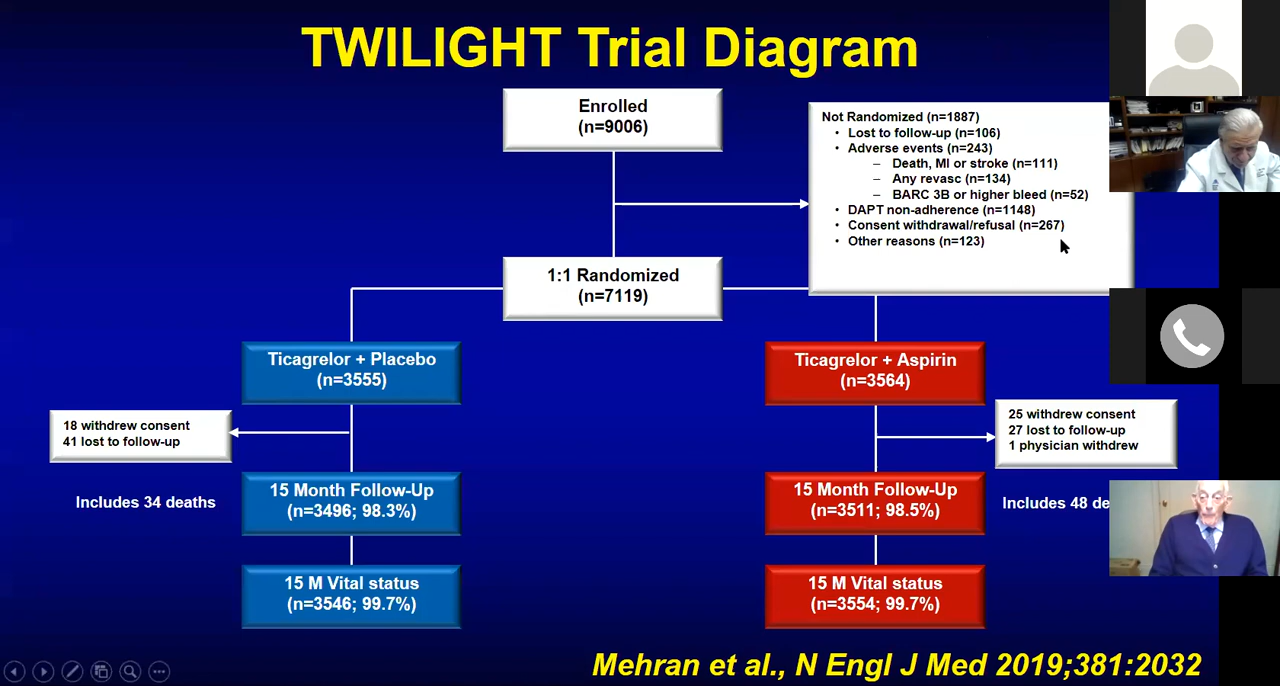 TWILIGHT Trial Diagram
Enrolled
(n=9006)
Not Randomized (n=1887)
• Lost to follow-up (n=106)
• Adverse events (n=243)
– Death, MI or stroke (n=111)
– Any revasc (n=134)
– BARC 3B or higher bleed (n=52)
• DAPT non-adherence (n=1148)
• Consent withdrawal/refusal (n=267)
• Other reasons (n=123)
1:1 Randomized
(n=7119)
Ticagrelor + Placebo
(n=3555)
Ticagrelor + Aspirin
(n=3564)
18 withdrew consent
41 lost to follow-up
25 withdrew consent
27 lost to follow-up
1 physician withdrew
Includes 34 deaths
15 Month Follow-Up
(n=3496; 98.3%)
15 Month Follow-Up
(n=3511; 98.5%)
Includes 48 de
15 M Vital status
(n=3546; 99.7%)
15 M Vital status
(n=3554; 99.7%)
Mehran et al., N Engl J Med 2019;381:2032